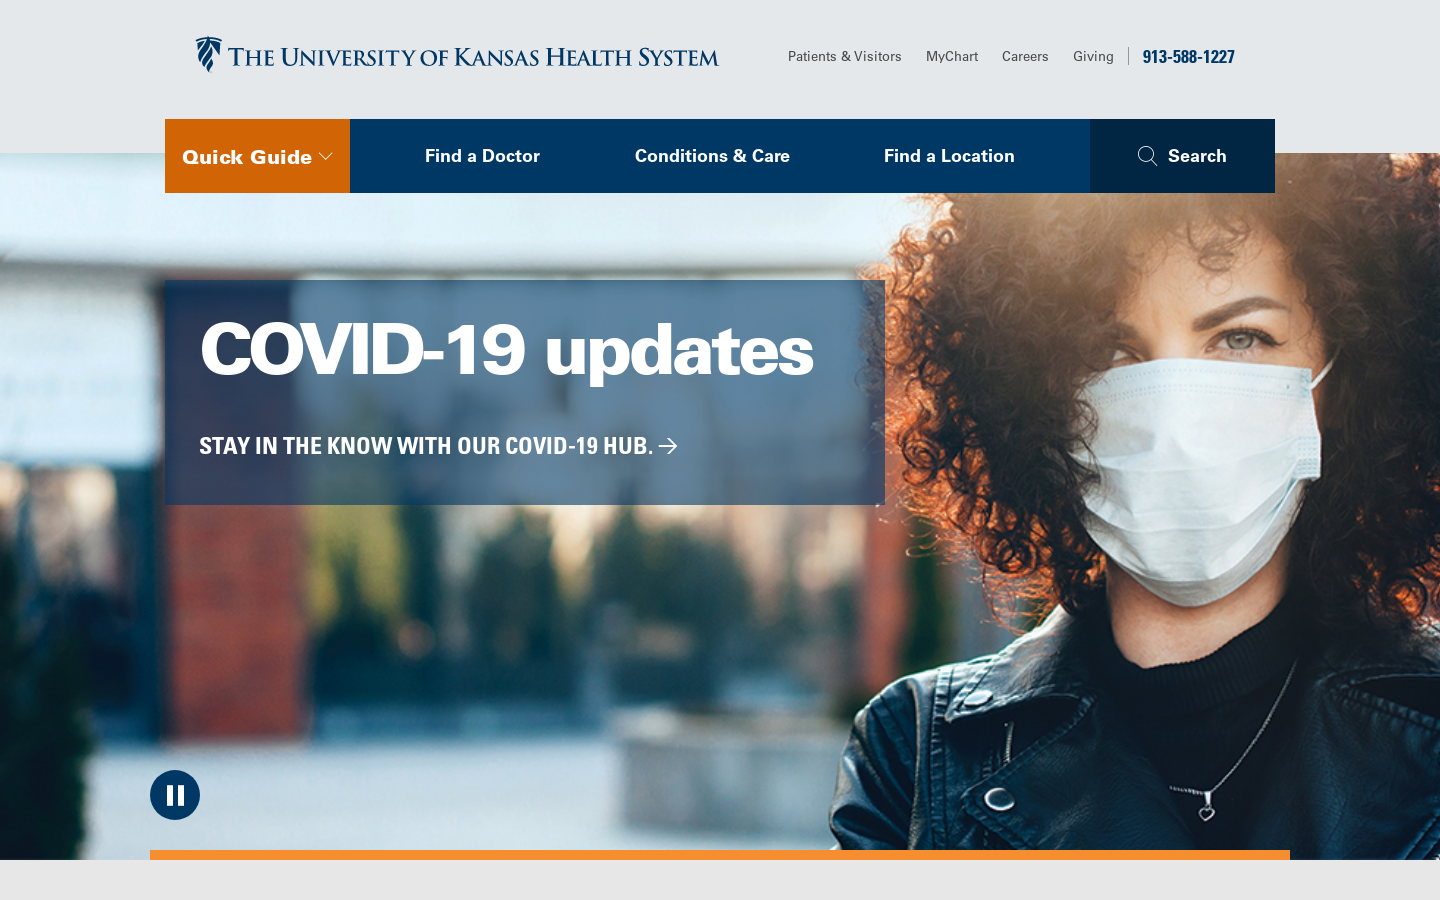 THE UNIVERSITY OF KANSAS HEALTH SYSTEM
Patients & Visitors
MyChart
Careers
Giving
913-588-1227
Quick Guide
Find a Doctor
Conditions & Care
Find a Location
Search
COVID-19 updates
STAY IN THE KNOW WITH OUR COVID-19 HUB.